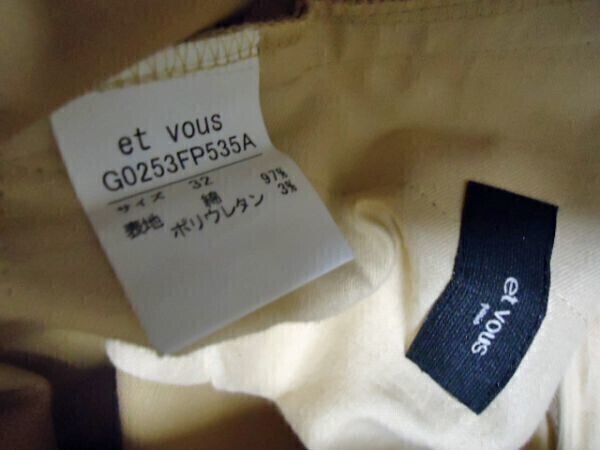 et vous
G0253FP535A
サイズ 32
表地 綿 97%
ポリウレタン 3%
et vous
paris